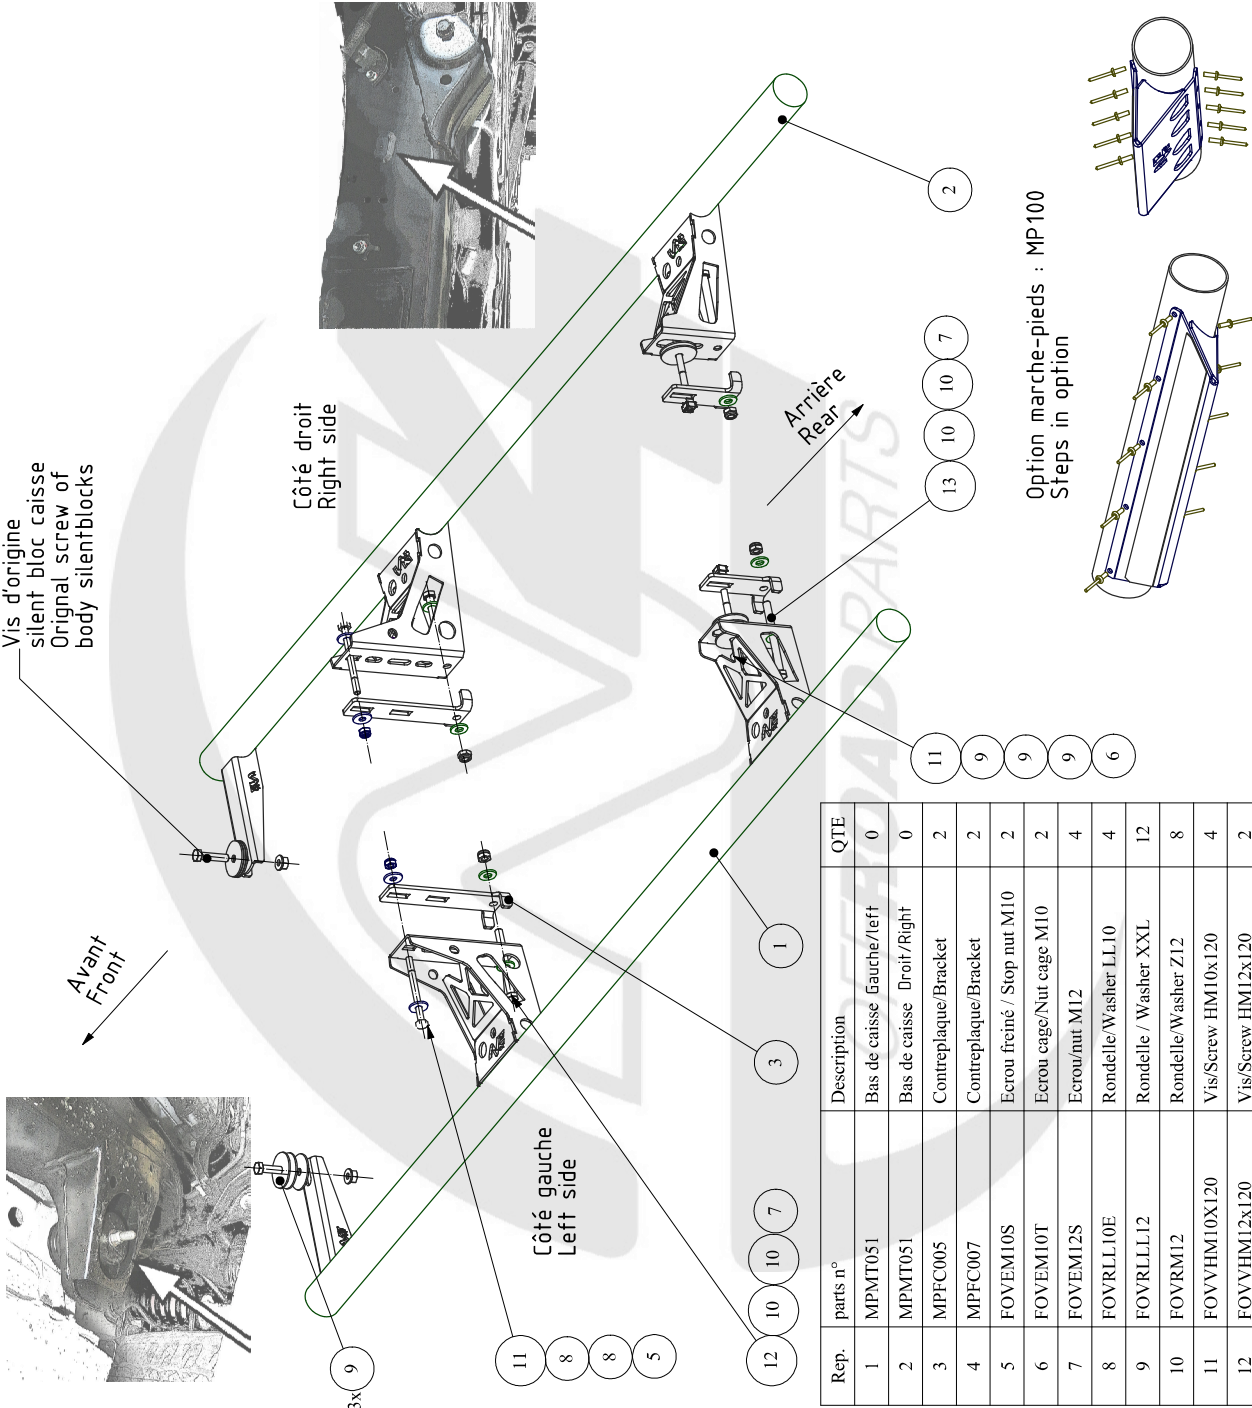 Vis d'origine
silent bloc caisse
Orignal screw of
body silentblocks
Côté droit
Right side
Avant
Front
Arrière
Rear
Côté gauche
Left side
Option marche-pieds : MP100
Steps in option
2
7
10
10
13
11
9
9
9
6
1
3
3x 9
11
8
8
5
12
10
10
7
OFFROAD PARTS
Rep. parts n° Description QTE
1 MPMT051 Bas de caisse Gauche/left 0
2 MPMT051 Bas de caisse Droit/Right 0
3 MPFC005 Contreplaque/Bracket 2
4 MPFC007 Contreplaque/Bracket 2
5 FOVEM10S Ecrou freiné / Stop nut M10 2
6 FOVEM10T Ecrou cage/Nut cage M10 2
7 FOVEM12S Ecrou/nut M12 4
8 FOVRLL10E Rondelle/Washer LL10 4
9 FOVRLLL12 Rondelle / Washer XXL 12
10 FOVRM12 Rondelle/Washer Z12 8
11 FOVVHM10X120 Vis/Screw HM10x120 4
12 FOVVHM12x120 Vis/Screw HM12x120 2